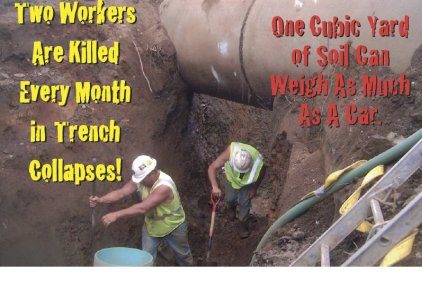 Two Workers
Are Killed
Every Month
in Trench
Collapses!
One Cubic Yard
of Soil Can
Weigh As Much
As A Car.